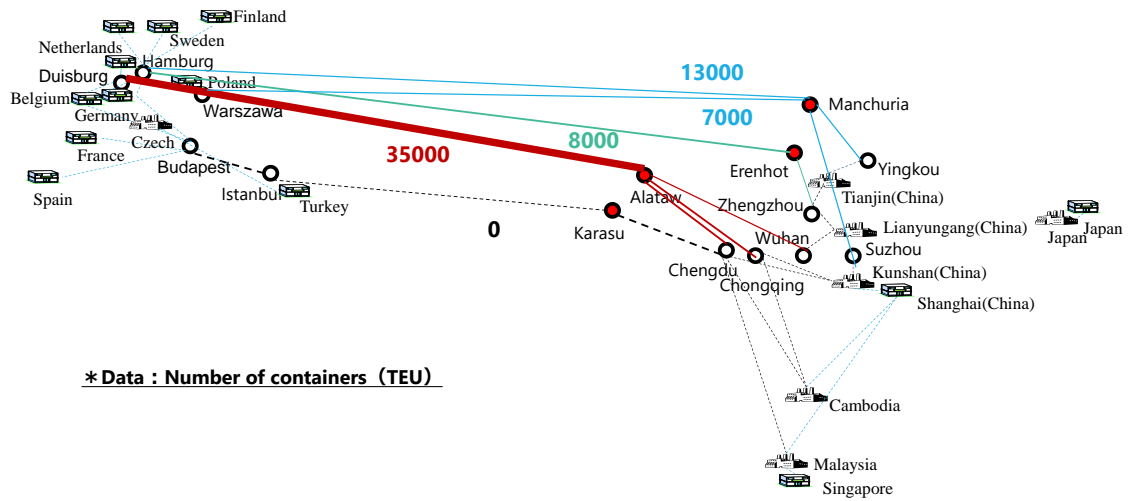 Finland
Sweden
Netherlands
Hamburg
Duisburg
Poland
Belgium
Germany
Warszawa
Czech
France
Budapest
Spain
Istanbul
Turkey
13000
7000
8000
35000
0
Manchuria
Erenhot
Yingkou
Alataw
Tianjin(China)
Zhengzhou
Karasu
Wuhan
Lianyungang(China)
Japan
Japan
Suzhou
Chengdu
Chongqing
Kunshan(China)
Shanghai(China)
＊Data：Number of containers（TEU）
Cambodia
Malaysia
Singapore